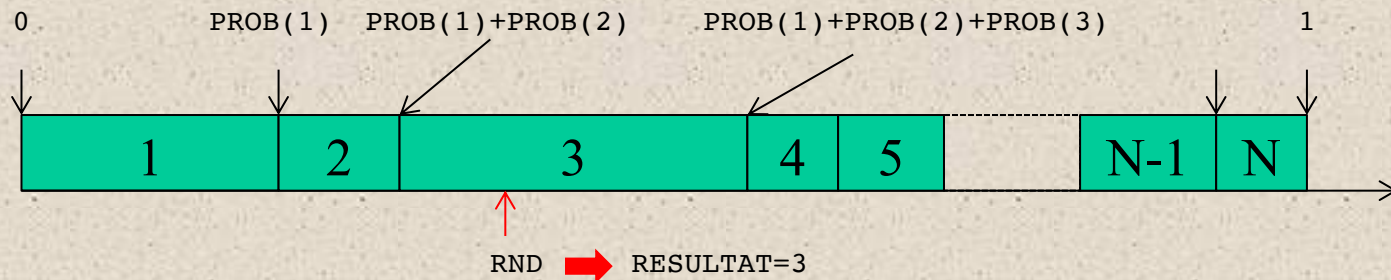 0 PROB(1) PROB(1)+PROB(2) PROB(1)+PROB(2)+PROB(3) 1
1 2 3 4 5 N-1 N
RND RESULTAT=3